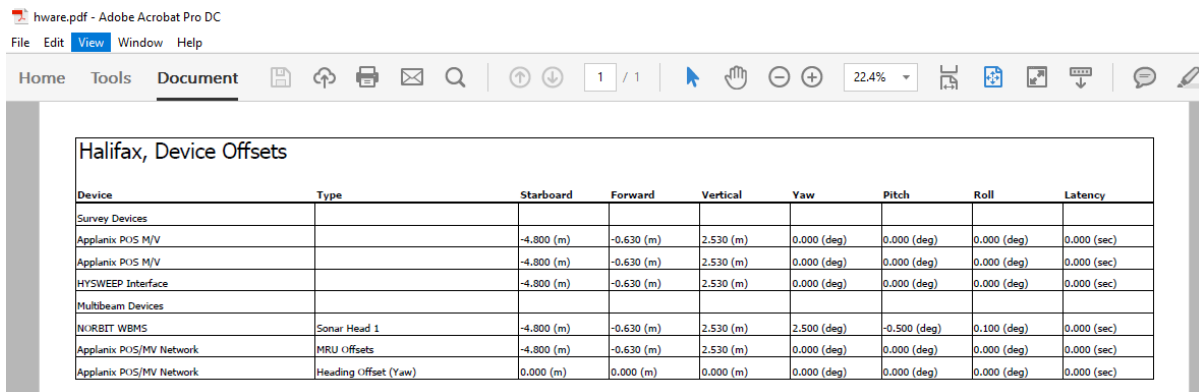 hware.pdf - Adobe Acrobat Pro DC
File Edit View Window Help
Home Tools Document 1 / 1 22.4%
Halifax, Device Offsets
Device Type Starboard Forward Vertical Yaw Pitch Roll Latency
Survey Devices
Applanix POS M/V -4.800 (m) -0.630 (m) 2.530 (m) 0.000 (deg) 0.000 (deg) 0.000 (deg) 0.000 (sec)
Applanix POS M/V -4.800 (m) -0.630 (m) 2.530 (m) 0.000 (deg) 0.000 (deg) 0.000 (deg) 0.000 (sec)
HYSWEEP Interface -4.800 (m) -0.630 (m) 2.530 (m) 0.000 (deg) 0.000 (deg) 0.000 (deg) 0.000 (sec)
Multibeam Devices
NORBIT WBMS Sonar Head 1 -4.800 (m) -0.630 (m) 2.530 (m) 2.500 (deg) -0.500 (deg) 0.100 (deg) 0.000 (sec)
Applanix POS/MV Network MRU Offsets -4.800 (m) -0.630 (m) 2.530 (m) 0.000 (deg) 0.000 (deg) 0.000 (deg) 0.000 (sec)
Applanix POS/MV Network Heading Offset (Yaw) 0.000 (m) 0.000 (m) 0.000 (m) 0.000 (deg) 0.000 (deg) 0.000 (deg) 0.000 (sec)